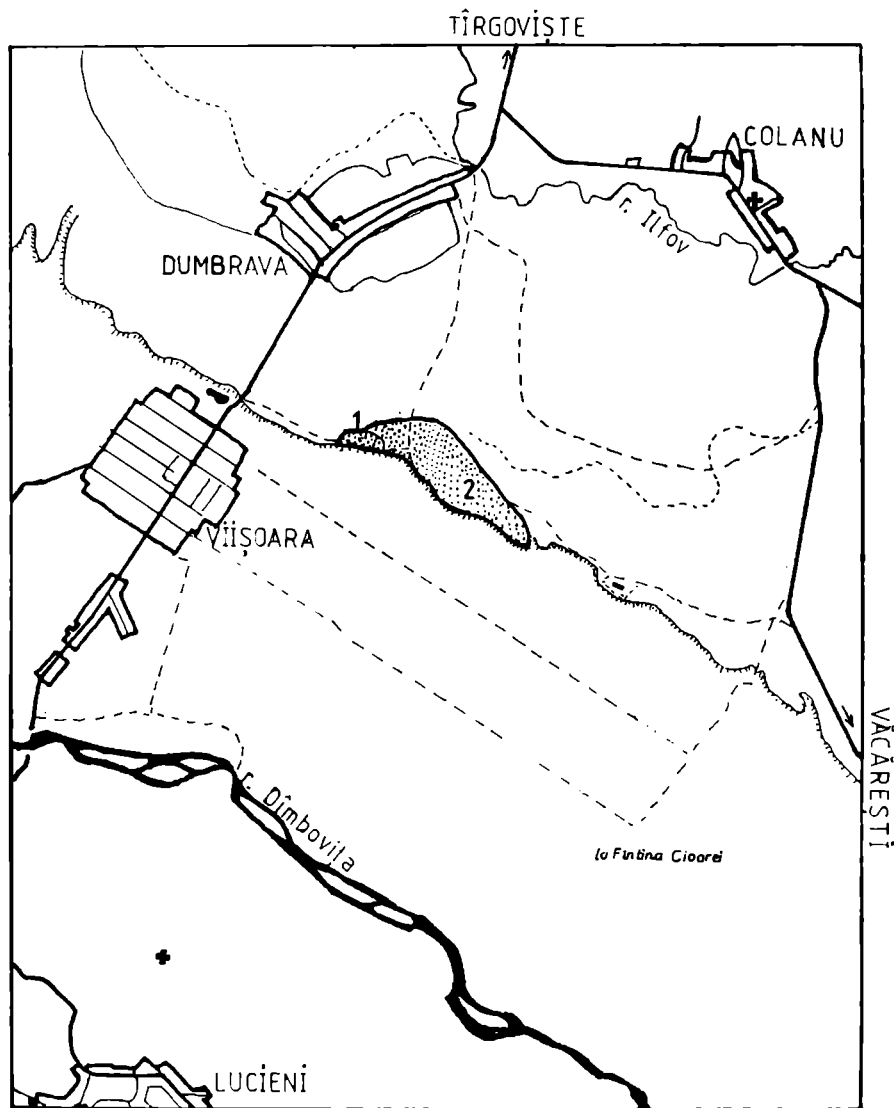 TÎRGOVIȘTE
COLANU
r. Ilfov
DUMBRAVA
1
2
VIIȘOARA
VĂCĂREȘTI
r. Dîmbovița
la Fîntîna Cioarei
LUCIENI